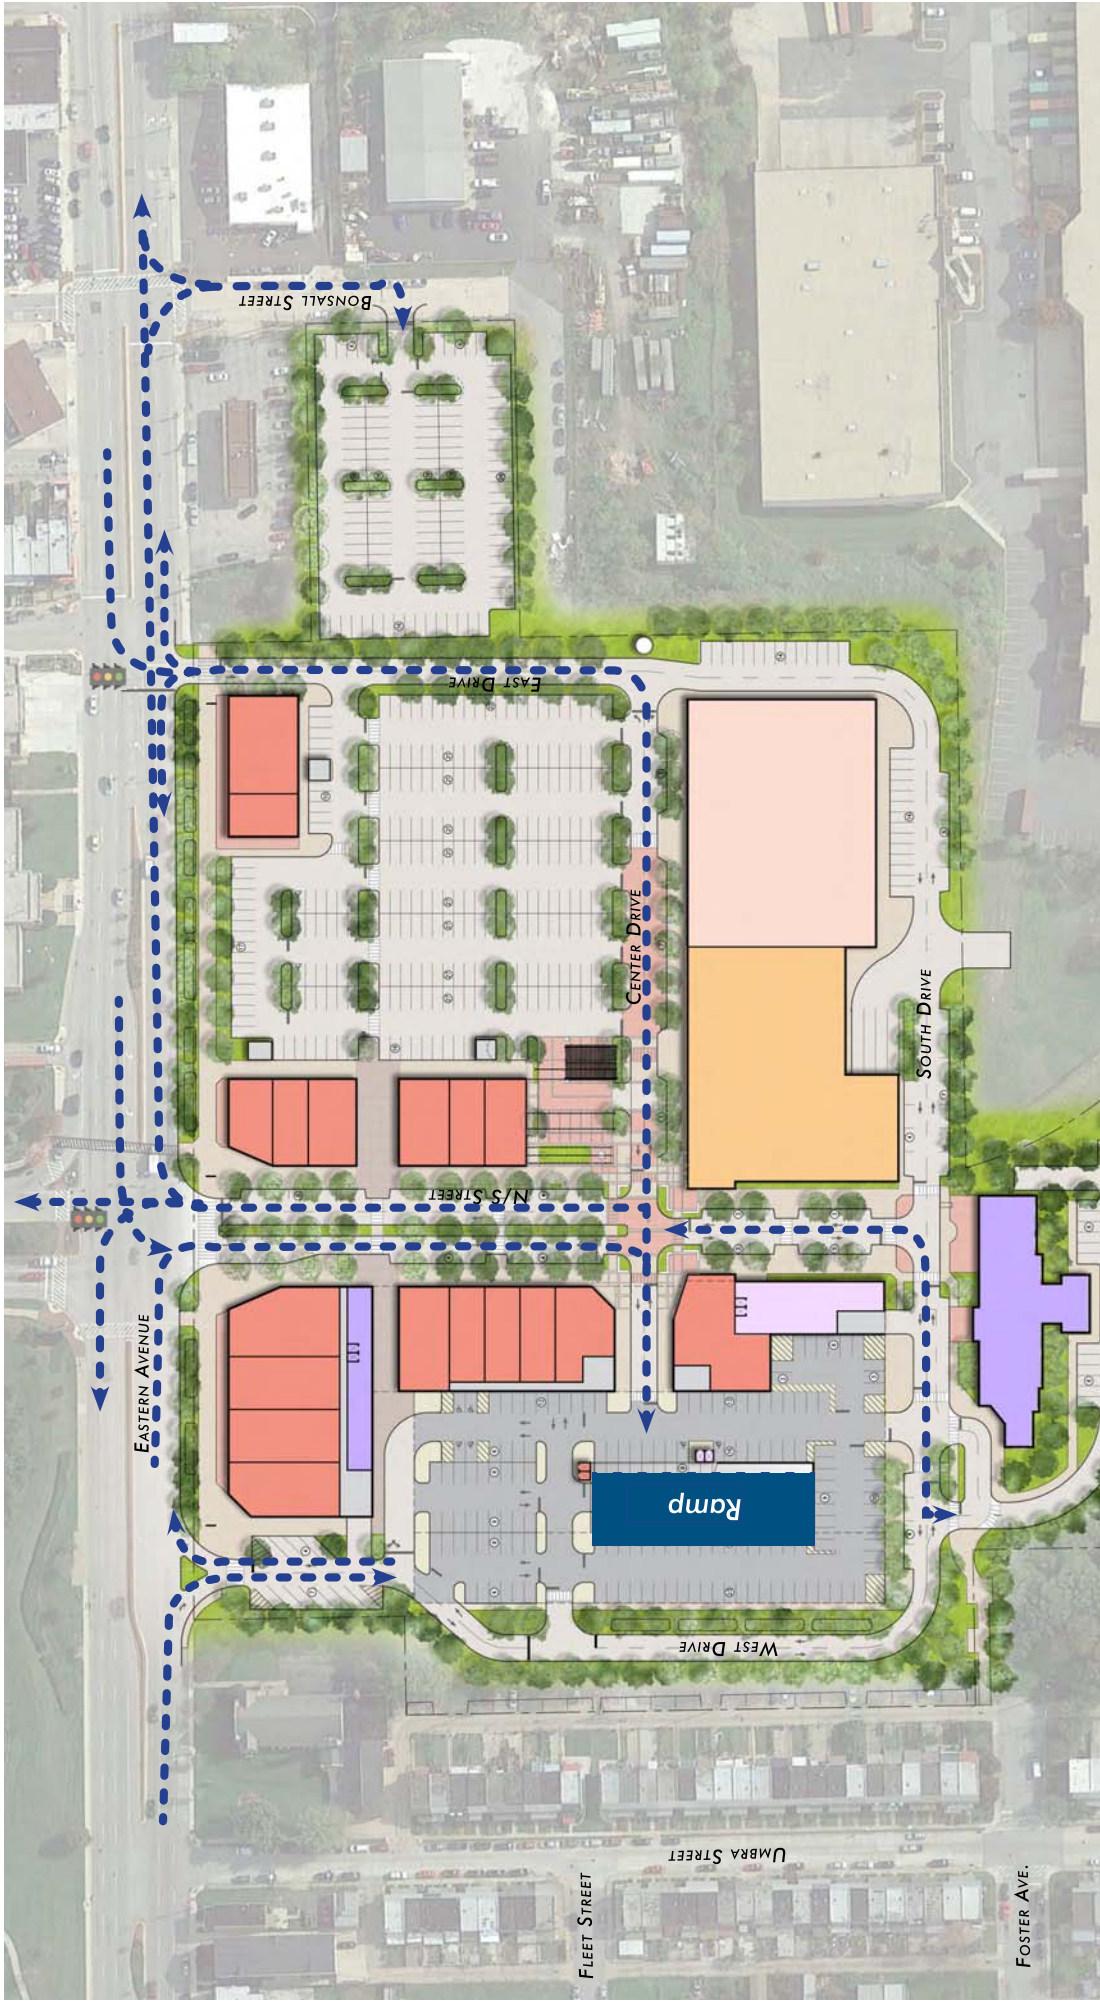 Bonsall Street
East Drive
Center Drive
South Drive
N/S Street
Eastern Avenue
Ramp
West Drive
Umbra Street
Fleet Street
Foster Ave.